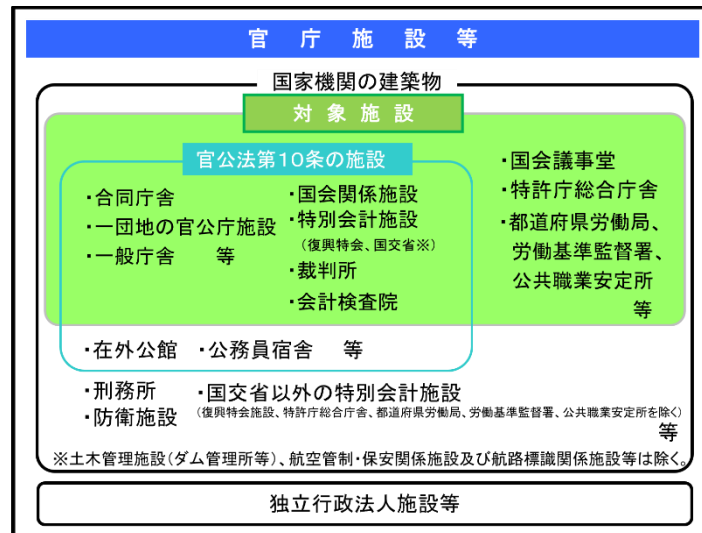 官庁施設等
国家機関の建築物
対象施設
官公法第10条の施設
・合同庁舎
・一団地の官公庁施設
・一般庁舎　等
・国会関係施設
・特別会計施設
（復興特会、国交省※）
・裁判所
・会計検査院
・国会議事堂
・特許庁総合庁舎
・都道府県労働局、
労働基準監督署、
公共職業安定所
等
・在外公館　・公務員宿舎　等
・刑務所　・国交省以外の特別会計施設
・防衛施設　（復興特会施設、特許庁総合庁舎、都道府県労働局、労働基準監督署、公共職業安定所を除く）
等
※土木管理施設（ダム管理所等）、航空管制・保安関係施設及び航路標識関係施設等は除く。
独立行政法人施設等